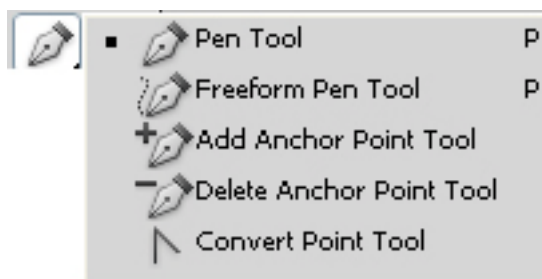 Pen Tool P
Freeform Pen Tool P
Add Anchor Point Tool
Delete Anchor Point Tool
Convert Point Tool